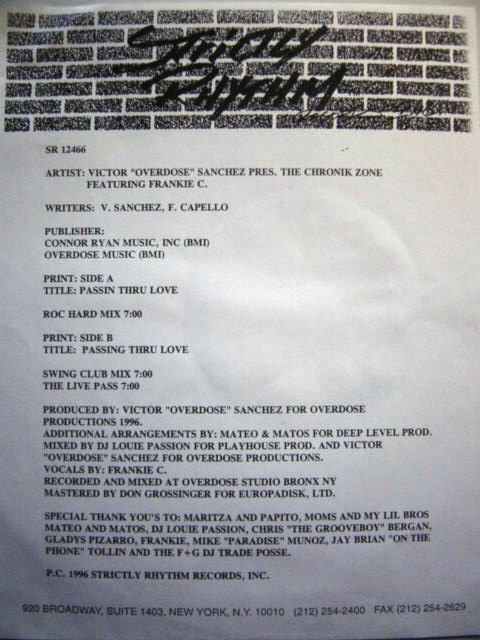 STRICTLY
RHYTHM
SR 12466
ARTIST: VICTOR "OVERDOSE" SANCHEZ PRES. THE CHRONIK ZONE
FEATURING FRANKIE C.
WRITERS: V. SANCHEZ, F. CAPELLO
PUBLISHER:
CONNOR RYAN MUSIC, INC (BMI)
OVERDOSE MUSIC (BMI)
PRINT: SIDE A
TITLE: PASSIN THRU LOVE
ROC HARD MIX 7:00
PRINT: SIDE B
TITLE: PASSING THRU LOVE
SWING CLUB MIX 7:00
THE LIVE PASS 7:00
PRODUCED BY: VICTOR "OVERDOSE" SANCHEZ FOR OVERDOSE
PRODUCTIONS 1996.
ADDITIONAL ARRANGEMENTS BY: MATEO & MATOS FOR DEEP LEVEL PROD.
MIXED BY DJ LOUIE PASSION FOR PLAYHOUSE PROD. AND VICTOR
"OVERDOSE" SANCHEZ FOR OVERDOSE PRODUCTIONS.
VOCALS BY: FRANKIE C.
RECORDED AND MIXED AT OVERDOSE STUDIO BRONX NY
MASTERED BY DON GROSSINGER FOR EUROPADISK, LTD.
SPECIAL THANK YOU'S TO: MARITZA AND PAPITO, MOMS AND MY LIL BROS
MATEO AND MATOS, DJ LOUIE PASSION, CHRIS "THE GROOVEBOY" BERGAN,
GLADYS PIZARRO, FRANKIE, MIKE "PARADISE" MUNOZ, JAY BRIAN "ON THE
PHONE" TOLLIN AND THE F+G DJ TRADE POSSE.
P.C. 1996 STRICTLY RHYTHM RECORDS, INC.
920 BROADWAY, SUITE 1403, NEW YORK, N.Y. 10010 (212) 254-2400 FAX (212) 254-2629